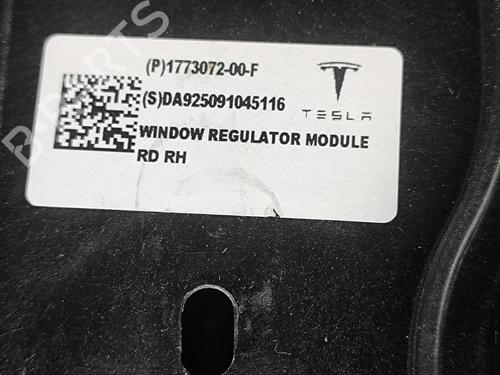 (P)1773072-00-F
(S)DA925091045116
TESLA
WINDOW REGULATOR MODULE
RD RH